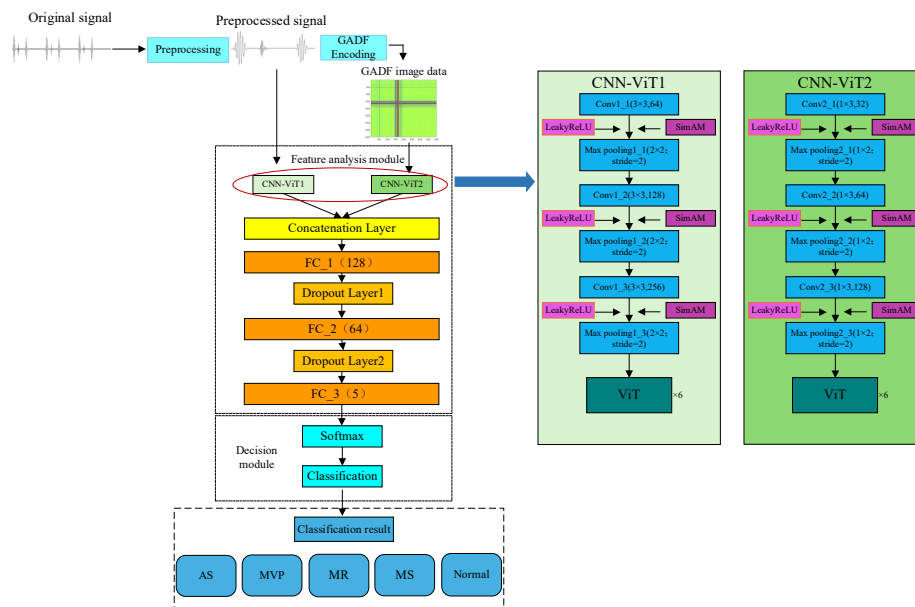 Original signal
Preprocessed signal
Preprocessing
GADF
Encoding
GADF image data
Feature analysis module
CNN-ViT1
CNN-ViT2
Concatenation Layer
FC_1（128）
Dropout Layer1
FC_2（64）
Dropout Layer2
FC_3（5）
Decision
module
Softmax
Classification
Classification result
AS
MVP
MR
MS
Normal
CNN-ViT1
Conv1_1(3×3,64)
LeakyReLU
SimAM
Max pooling1_1(2×2;
stride=2)
Conv1_2(3×3,128)
LeakyReLU
SimAM
Max pooling1_2(2×2;
stride=2)
Conv1_3(3×3,256)
LeakyReLU
SimAM
Max pooling1_3(2×2;
stride=2)
ViT
×6
CNN-ViT2
Conv2_1(1×3,32)
LeakyReLU
SimAM
Max pooling2_1(1×2;
stride=2)
Conv2_2(1×3,64)
LeakyReLU
SimAM
Max pooling2_2(1×2;
stride=2)
Conv2_3(1×3,128)
LeakyReLU
SimAM
Max pooling2_3(1×2;
stride=2)
ViT
×6